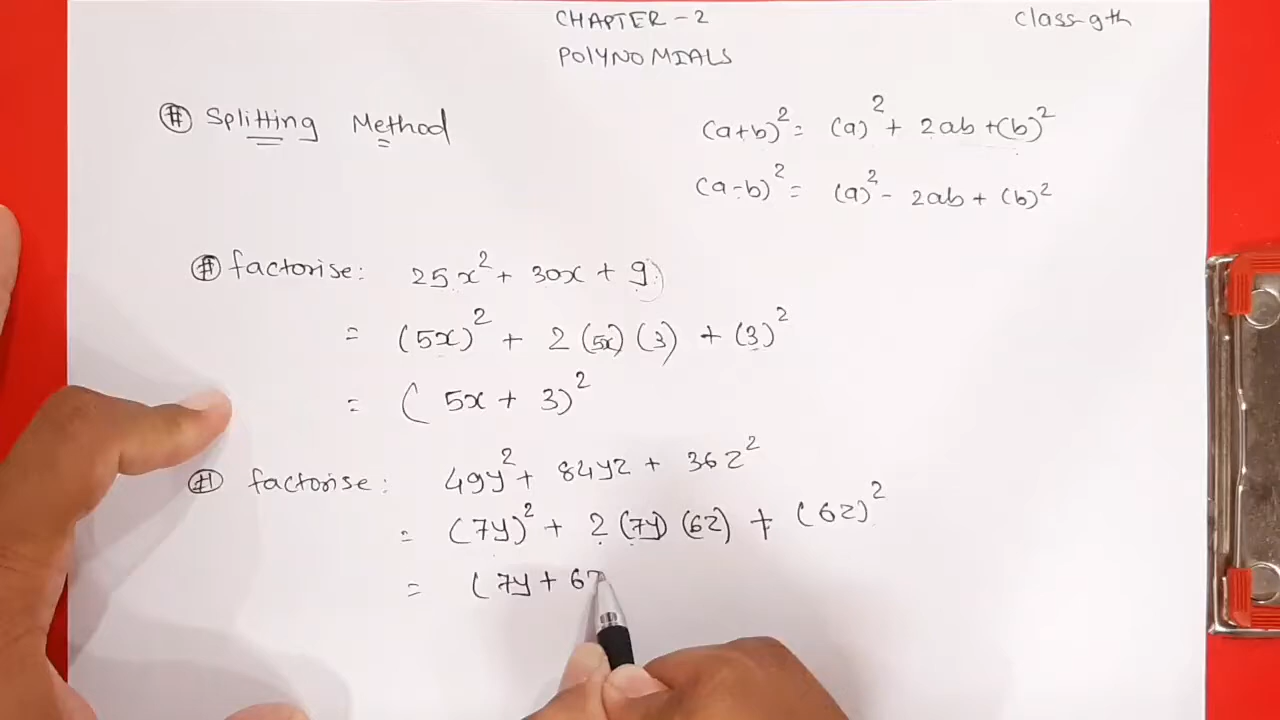 CHAPTER-2
Class-9th
POlYNOMIALS
# Splitting Method
(a+b)² = (a)² + 2ab + (b)²
(a-b)² = (a)² - 2ab + (b)²
# factorise: 25x² + 30x + 9
= (5x)² + 2 (5x) (3) + (3)²
= (5x + 3)²
# factorise: 49y² + 84yz + 36z²
= (7y)² + 2 (7y) (6z) + (6z)²
= (7y + 6z